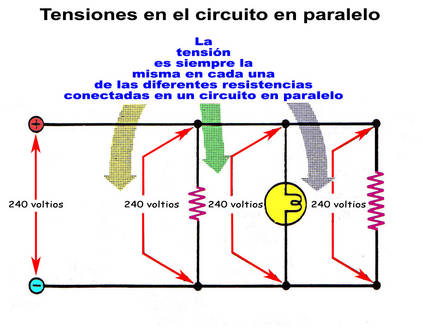 Tensiones en el circuito en paralelo
La
tensión
es siempre la
misma en cada una
de las diferentes resistencias
conectadas en un circuito en paralelo
+
240 voltios 240 voltios 240 voltios 240 voltios
−